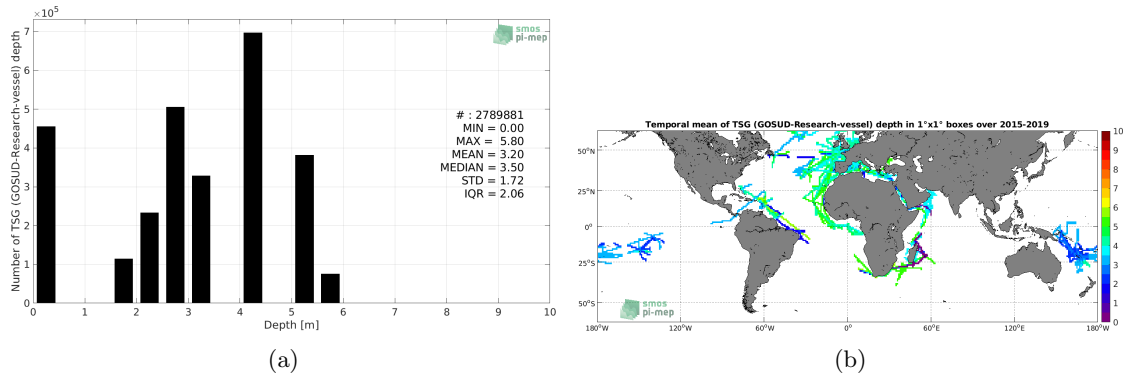 ×10⁵
smos
pi-mep
Number of TSG (GOSUD-Research-vessel) depth
7
6
5
4
3
2
1
0
# : 2789881
MIN = 0.00
MAX = 5.80
MEAN = 3.20
MEDIAN = 3.50
STD = 1.72
IQR = 2.06
0 1 2 3 4 5 6 7 8 9 10
Depth [m]
(a)
Temporal mean of TSG (GOSUD-Research-vessel) depth in 1°x1° boxes over 2015-2019
50°N
25°N
0°
25°S
50°S
smos
pi-mep
180°W 120°W 60°W 0° 60°E 120°E 180°W
10
9
8
7
6
5
4
3
2
1
0
(b)